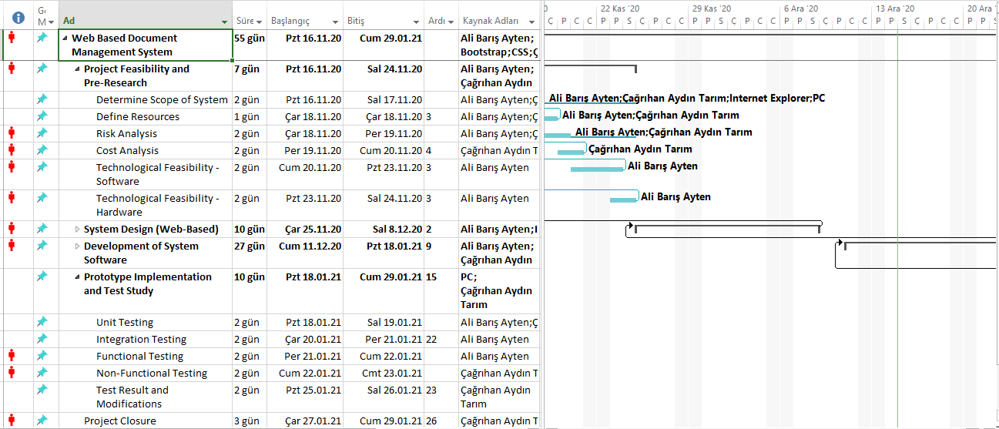 Ge
M
Ad
Süre
Başlangıç
Bitiş
Ardı
Kaynak Adları
22 Kas '20
29 Kas '20
6 Ara '20
13 Ara '20
20 Ara '
Ç P C C P S Ç P C C P S Ç P C C P S Ç P C C P S Ç P P
Web Based Document 55 gün Pzt 16.11.20 Cum 29.01.21 Ali Barış Ayten;
Management System Bootstrap;CSS;Ç
Project Feasibility and 7 gün Pzt 16.11.20 Sal 24.11.20 Ali Barış Ayten;
Pre-Research Çağrıhan Aydın
Determine Scope of System 2 gün Pzt 16.11.20 Sal 17.11.20 Ali Barış Ayten;Ç Ali Barış Ayten;Çağrıhan Aydın Tarım;Internet Explorer;PC
Define Resources 1 gün Çar 18.11.20 Çar 18.11.20 3 Ali Barış Ayten;Ç Ali Barış Ayten;Çağrıhan Aydın Tarım
Risk Analysis 2 gün Çar 18.11.20 Per 19.11.20 Ali Barış Ayten;Ç Ali Barış Ayten;Çağrıhan Aydın Tarım
Cost Analysis 2 gün Per 19.11.20 Cum 20.11.20 4 Çağrıhan Aydın T Çağrıhan Aydın Tarım
Technological Feasibility - 2 gün Cum 20.11.20 Pzt 23.11.20 3 Ali Barış Ayten Ali Barış Ayten
Software
Technological Feasibility - 2 gün Pzt 23.11.20 Sal 24.11.20 3 Ali Barış Ayten Ali Barış Ayten
Hardware
System Design (Web-Based) 10 gün Çar 25.11.20 Sal 8.12.20 2 Ali Barış Ayten;I
Development of System 27 gün Cum 11.12.20 Pzt 18.01.21 9 Ali Barış Ayten;
Software Çağrıhan Aydın
Prototype Implementation 10 gün Pzt 18.01.21 Cum 29.01.21 15 PC;
and Test Study Çağrıhan Aydın
Tarım
Unit Testing 2 gün Pzt 18.01.21 Sal 19.01.21 Ali Barış Ayten;Ç
Integration Testing 2 gün Çar 20.01.21 Per 21.01.21 22 Ali Barış Ayten
Functional Testing 2 gün Per 21.01.21 Cum 22.01.21 Ali Barış Ayten
Non-Functional Testing 2 gün Cum 22.01.21 Cmt 23.01.21 Çağrıhan Aydın T
Test Result and 2 gün Pzt 25.01.21 Sal 26.01.21 23 Çağrıhan Aydın
Modifications Tarım
Project Closure 3 gün Çar 27.01.21 Cum 29.01.21 26 Çağrıhan Aydın T